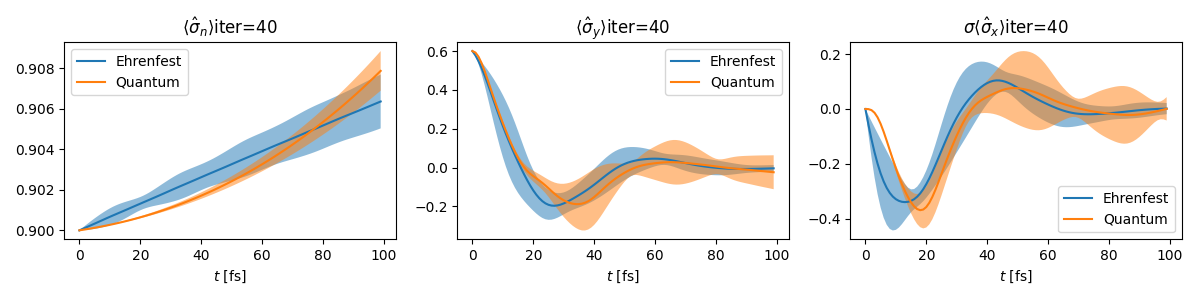 ⟨σ̂ₙ⟩iter=40
0.908
0.906
0.904
0.902
0.900
Ehrenfest
Quantum
0 20 40 60 80 100
t [fs]
⟨σ̂ᵧ⟩iter=40
0.6
0.4
0.2
0.0
−0.2
Ehrenfest
Quantum
0 20 40 60 80 100
t [fs]
σ⟨σ̂ₓ⟩iter=40
0.2
0.0
−0.2
−0.4
Ehrenfest
Quantum
0 20 40 60 80 100
t [fs]